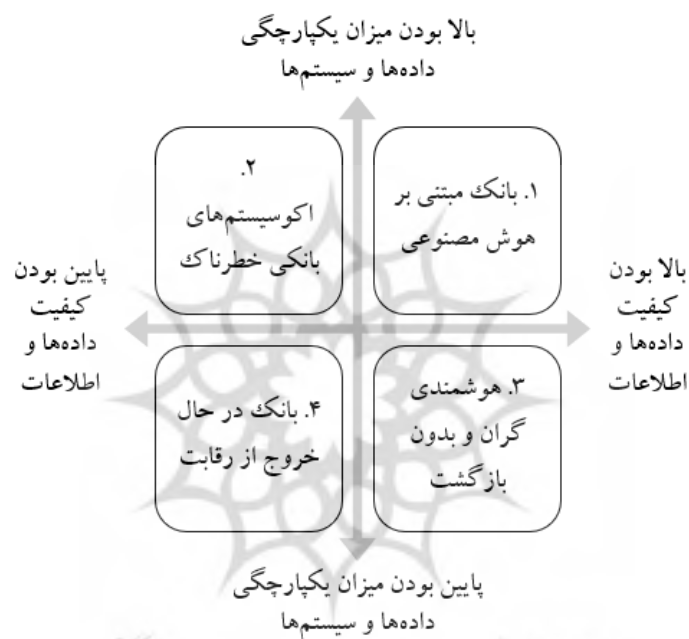 بالا بودن میزان یکپارچگی
داده‌ها و سیستم‌ها
۱. بانک مبتنی بر
هوش مصنوعی
۲.
اکوسیستم‌های
بانکی خطرناک
بالا بودن
کیفیت
داده‌ها و
اطلاعات
پایین بودن
کیفیت
داده‌ها و
اطلاعات
۳. هوشمندی
گران و بدون
بازگشت
۴. بانک در حال
خروج از رقابت
پایین بودن میزان یکپارچگی
داده‌ها و سیستم‌ها